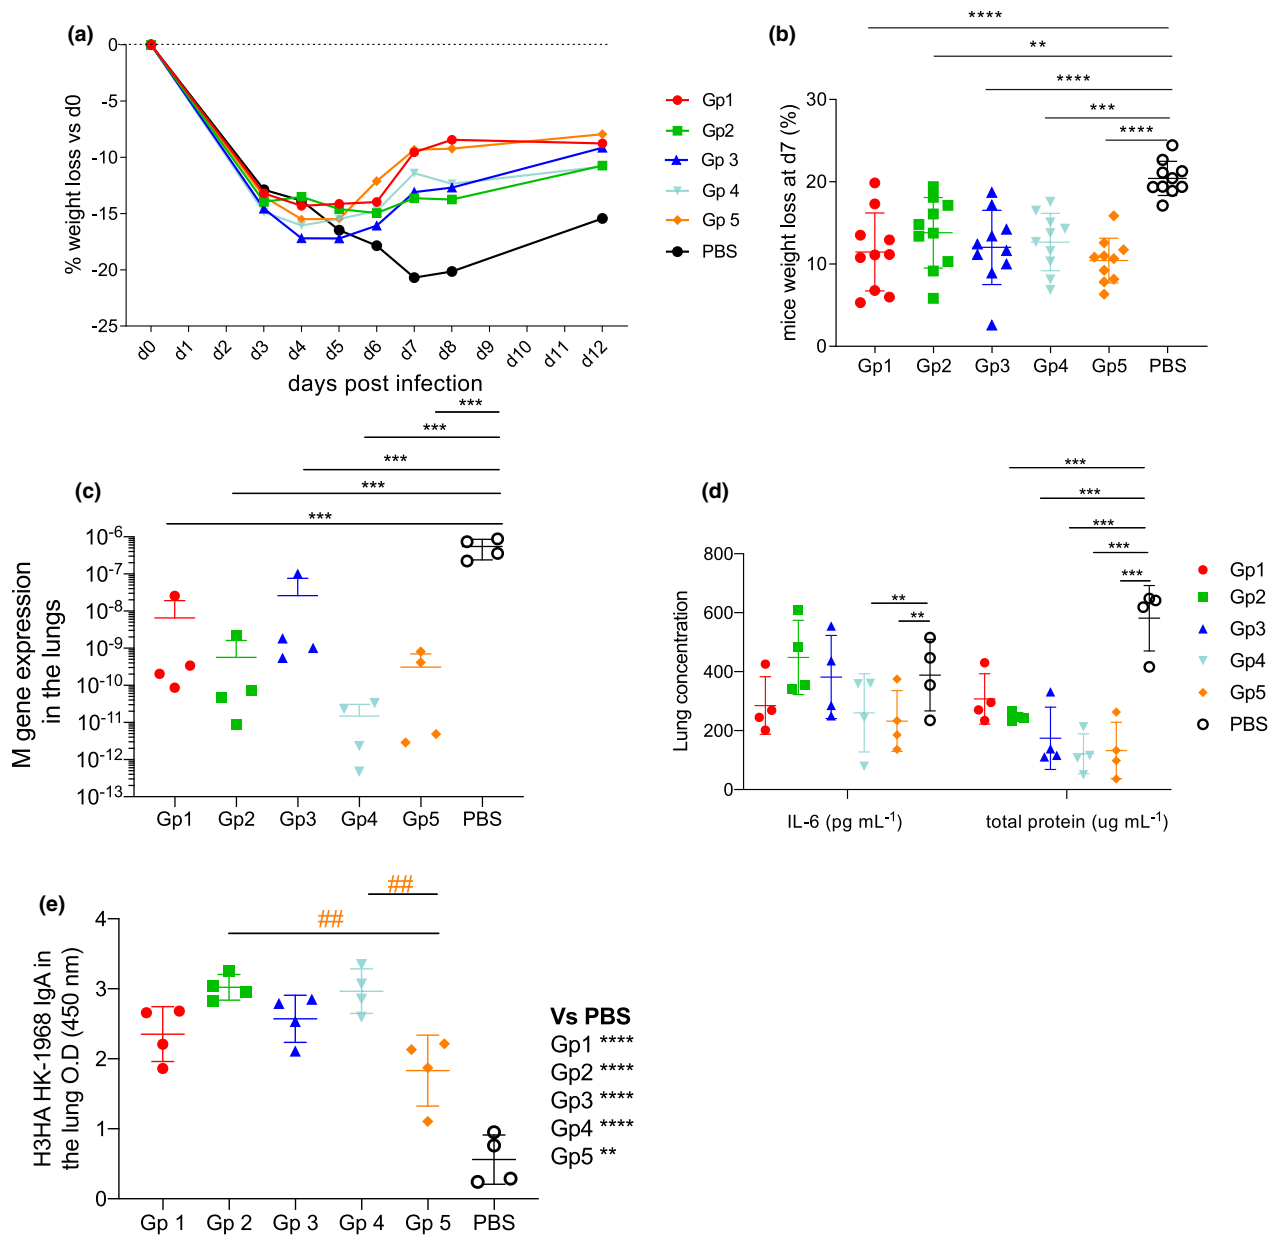 (a)
0
-5
-10
-15
-20
-25
% weight loss vs d0
d0 d1 d2 d3 d4 d5 d6 d7 d8 d9 d10 d11 d12
days post infection
Gp1
Gp2
Gp 3
Gp 4
Gp 5
PBS
(b)
****
**
****
***
****
30
20
10
0
mice weight loss at d7 (%)
Gp1 Gp2 Gp3 Gp4 Gp5 PBS
(c)
***
***
***
***
***
10-6
10-7
10-8
10-9
10-10
10-11
10-12
10-13
M gene expression
in the lungs
Gp1 Gp2 Gp3 Gp4 Gp5 PBS
(d)
***
***
***
***
***
**
**
800
600
400
200
0
Lung concentration
IL-6 (pg mL-1) total protein (ug mL-1)
Gp1
Gp2
Gp3
Gp4
Gp5
PBS
(e)
##
##
4
3
2
1
0
H3HA HK-1968 IgA in
the lung O.D (450 nm)
Gp 1 Gp 2 Gp 3 Gp 4 Gp 5 PBS
Vs PBS
Gp1 ****
Gp2 ****
Gp3 ****
Gp4 ****
Gp5 **